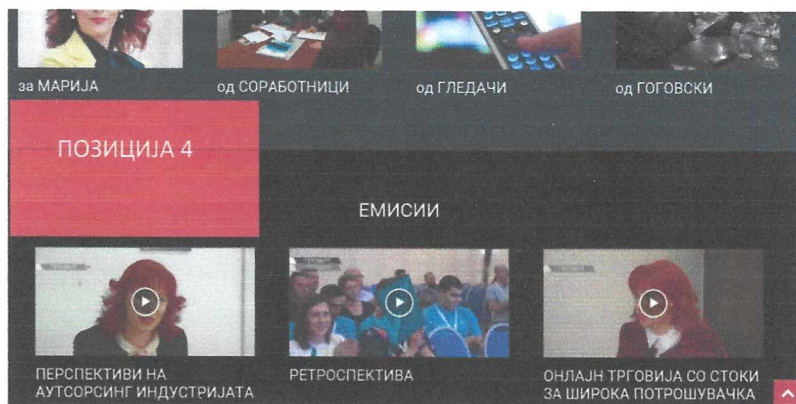 за МАРИЈА
од СОРАБОТНИЦИ
од ГЛЕДАЧИ
од ГОГОВСКИ
ПОЗИЦИЈА 4
ЕМИСИИ
ПЕРСПЕКТИВИ НА
АУТСОРСИНГ ИНДУСТРИЈАТА
РЕТРОСПЕКТИВА
ОНЛАЈН ТРГОВИЈА СО СТОКИ
ЗА ШИРОКА ПОТРОШУВАЧКА